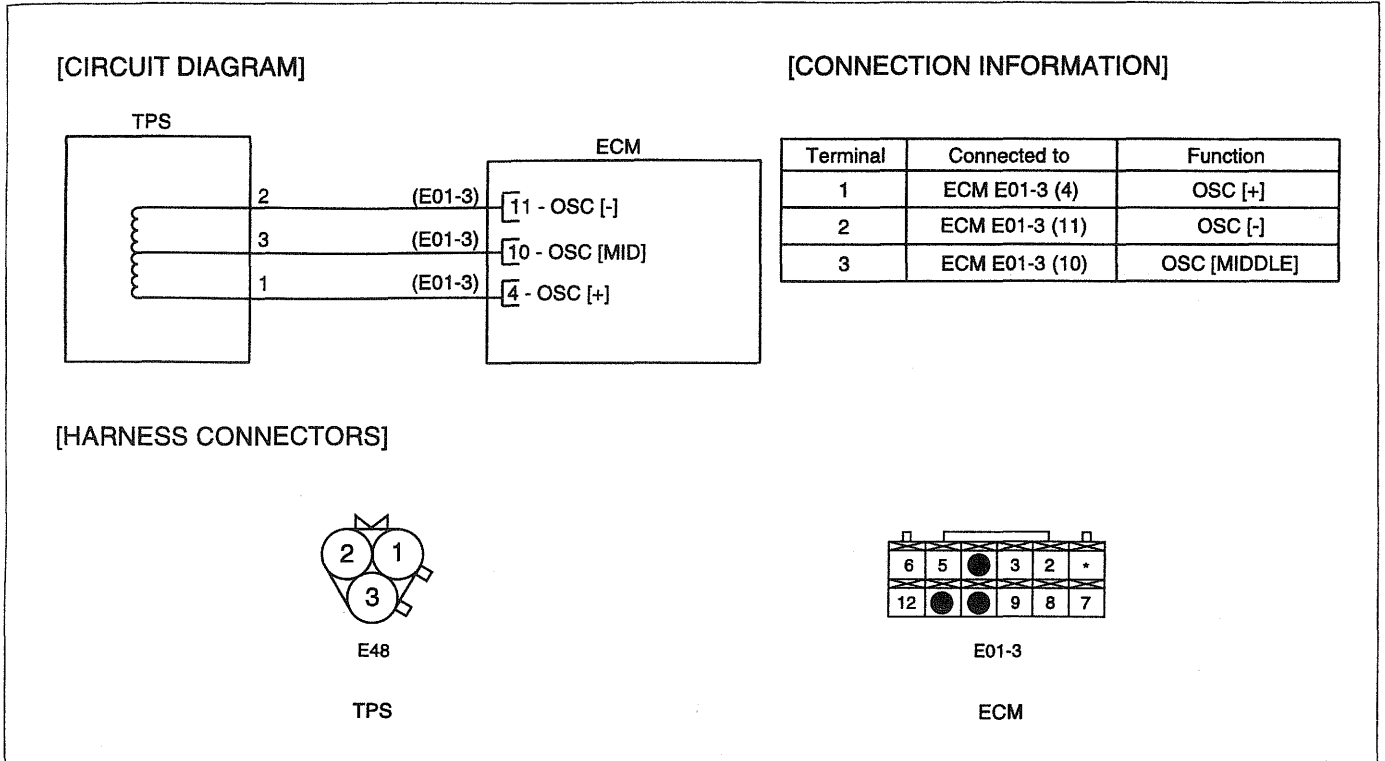 [CIRCUIT DIAGRAM]
TPS
ECM
2 (E01-3) 11 - OSC [-]
3 (E01-3) 10 - OSC [MID]
1 (E01-3) 4 - OSC [+]
[CONNECTION INFORMATION]
Terminal Connected to Function
1 ECM E01-3 (4) OSC [+]
2 ECM E01-3 (11) OSC [-]
3 ECM E01-3 (10) OSC [MIDDLE]
[HARNESS CONNECTORS]
2 1
3
E48
TPS
6 5 3 2 *
12 9 8 7
E01-3
ECM